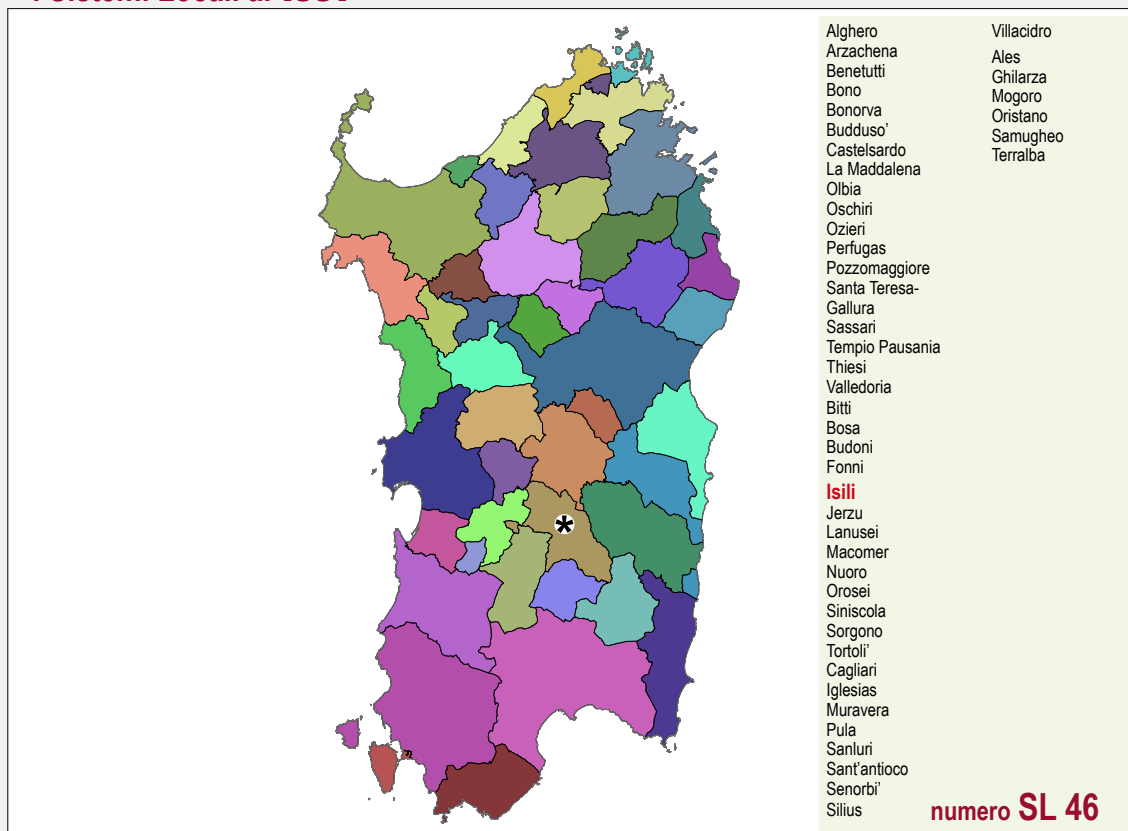 Alghero
Arzachena
Benetutti
Bono
Bonorva
Budduso'
Castelsardo
La Maddalena
Olbia
Oschiri
Ozieri
Perfugas
Pozzomaggiore
Santa Teresa-
Gallura
Sassari
Tempio Pausania
Thiesi
Valledoria
Bitti
Bosa
Budoni
Fonni
Isili
Jerzu
Lanusei
Macomer
Nuoro
Orosei
Siniscola
Sorgono
Tortoli'
Cagliari
Iglesias
Muravera
Pula
Sanluri
Sant'antioco
Senorbi'
Silius
Villacidro
Ales
Ghilarza
Mogoro
Oristano
Samugheo
Terralba
*
numero SL 46